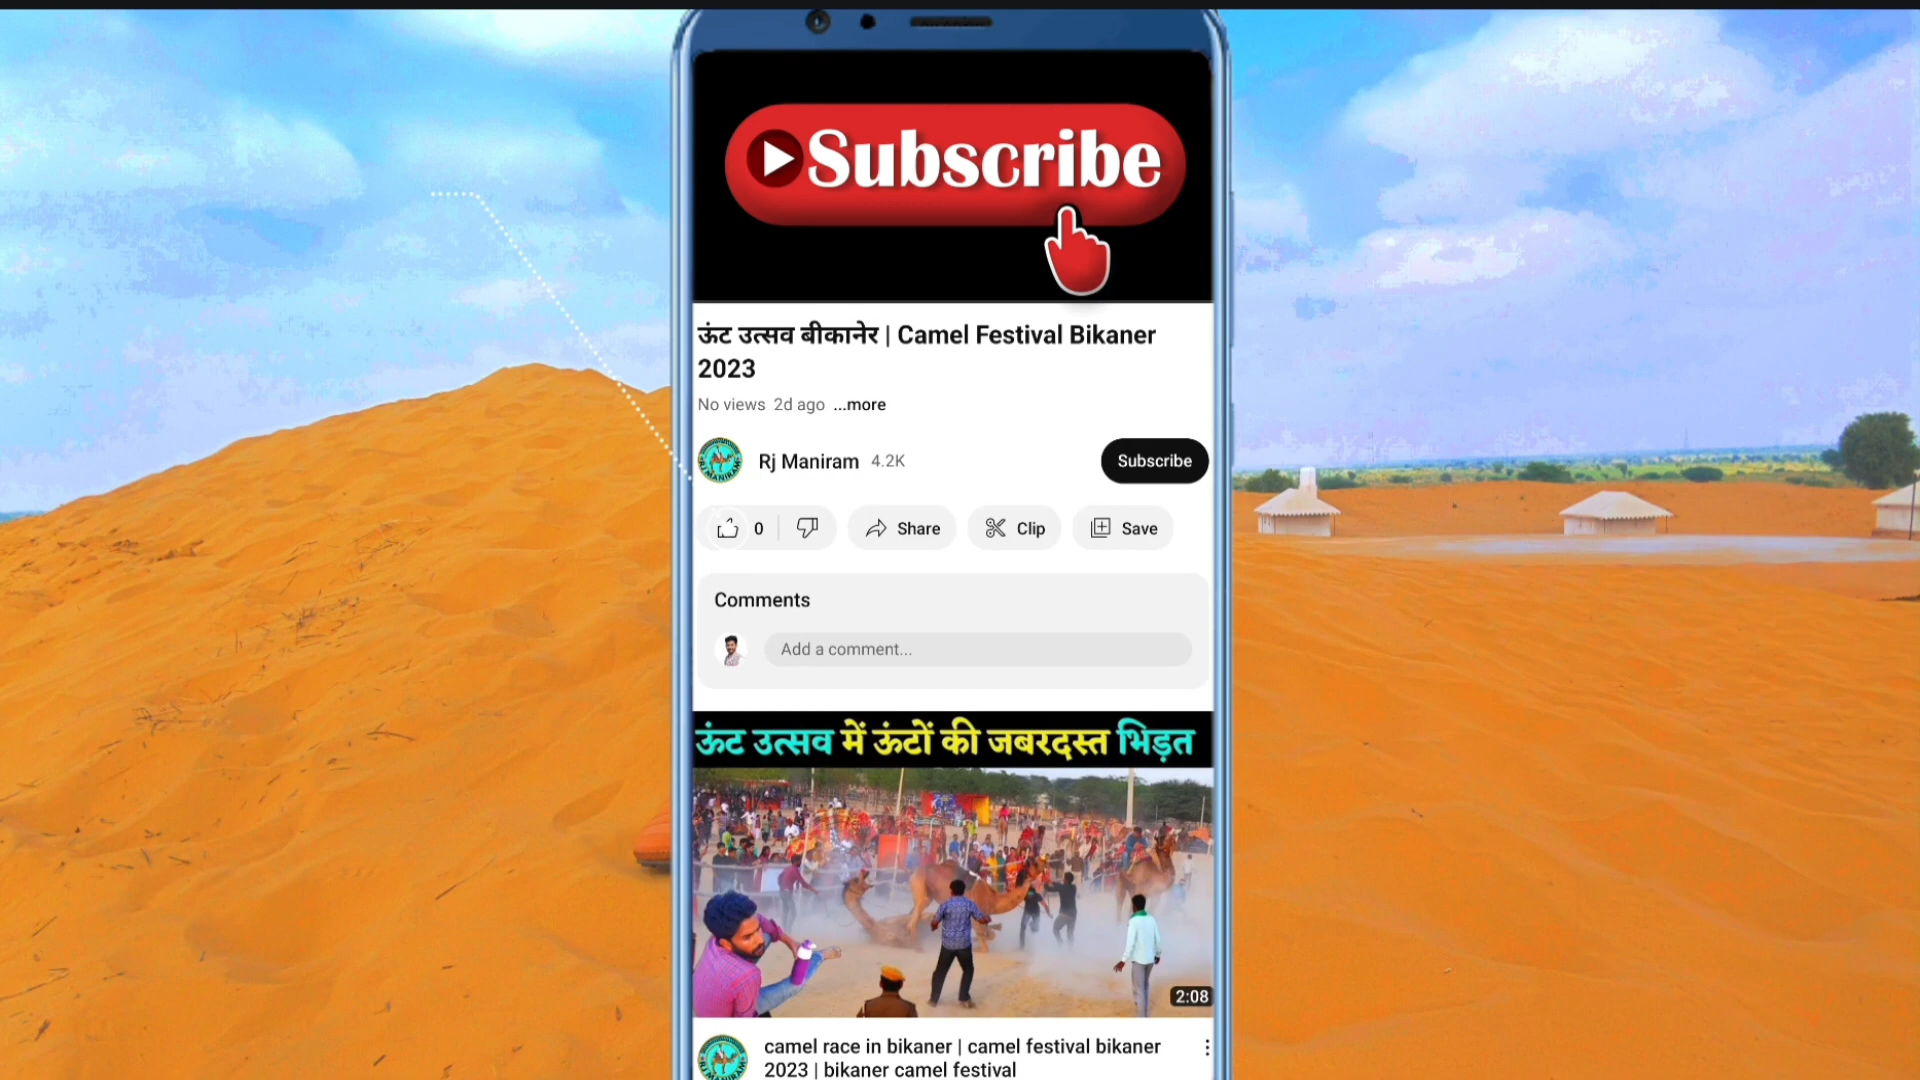 Subscribe
ऊंट उत्सव बीकानेर | Camel Festival Bikaner
2023
No views 2d ago ...more
Rj Maniram 4.2K
Subscribe
0
Share
Clip
Save
Comments
Add a comment...
ऊंट उत्सव में ऊंटों की जबरदस्त भिड़त
2:08
camel race in bikaner | camel festival bikaner
2023 | bikaner camel festival